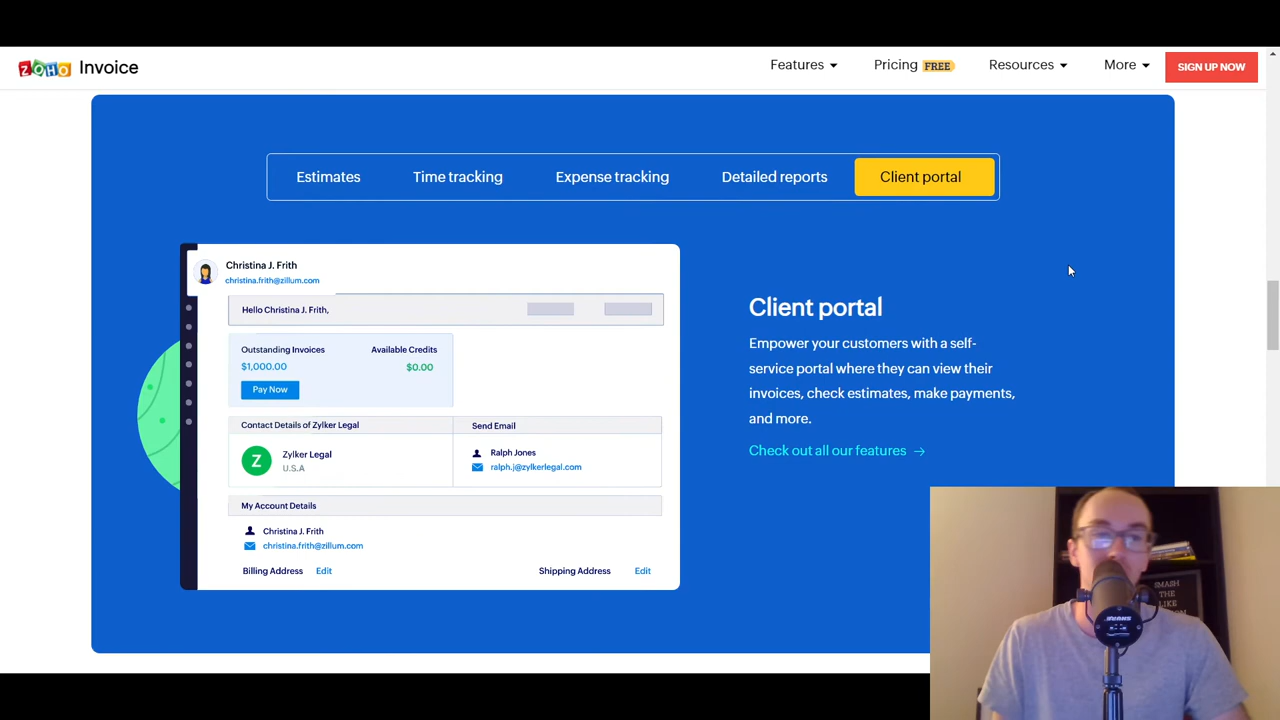 ZOHO Invoice
Features
Pricing FREE
Resources
More
SIGN UP NOW
Estimates
Time tracking
Expense tracking
Detailed reports
Client portal
Christina J. Frith
christina.frith@zillum.com
Hello Christina J. Frith,
Outstanding Invoices
Available Credits
$1,000.00
$0.00
Pay Now
Contact Details of Zylker Legal
Send Email
Z
Zylker Legal
U.S.A
Ralph Jones
ralph.j@zylkerlegal.com
My Account Details
Christina J. Frith
christina.frith@zillum.com
Billing Address Edit
Shipping Address Edit
Client portal
Empower your customers with a self-
service portal where they can view their
invoices, check estimates, make payments,
and more.
Check out all our features →
SMASH
THE
LIKE